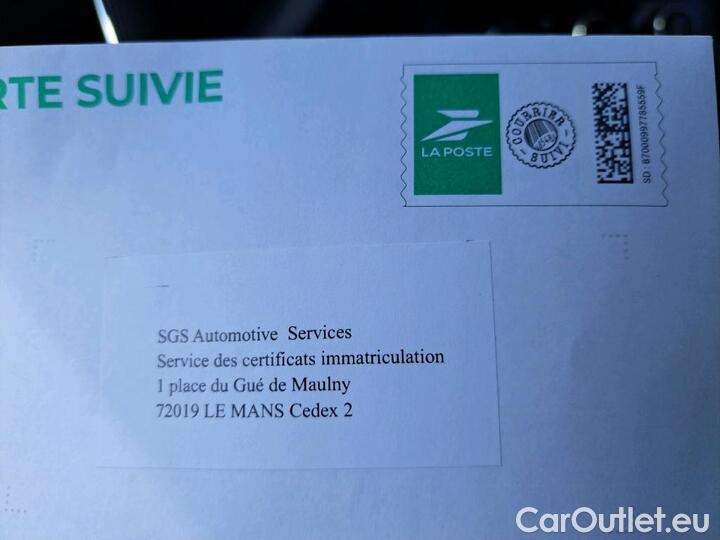 RTE SUIVIE
LA POSTE
COURRIER
SUIVI
SD : 87000997785559F
SGS Automotive Services
Service des certificats immatriculation
1 place du Gué de Maulny
72019 LE MANS Cedex 2
CarOutlet.eu